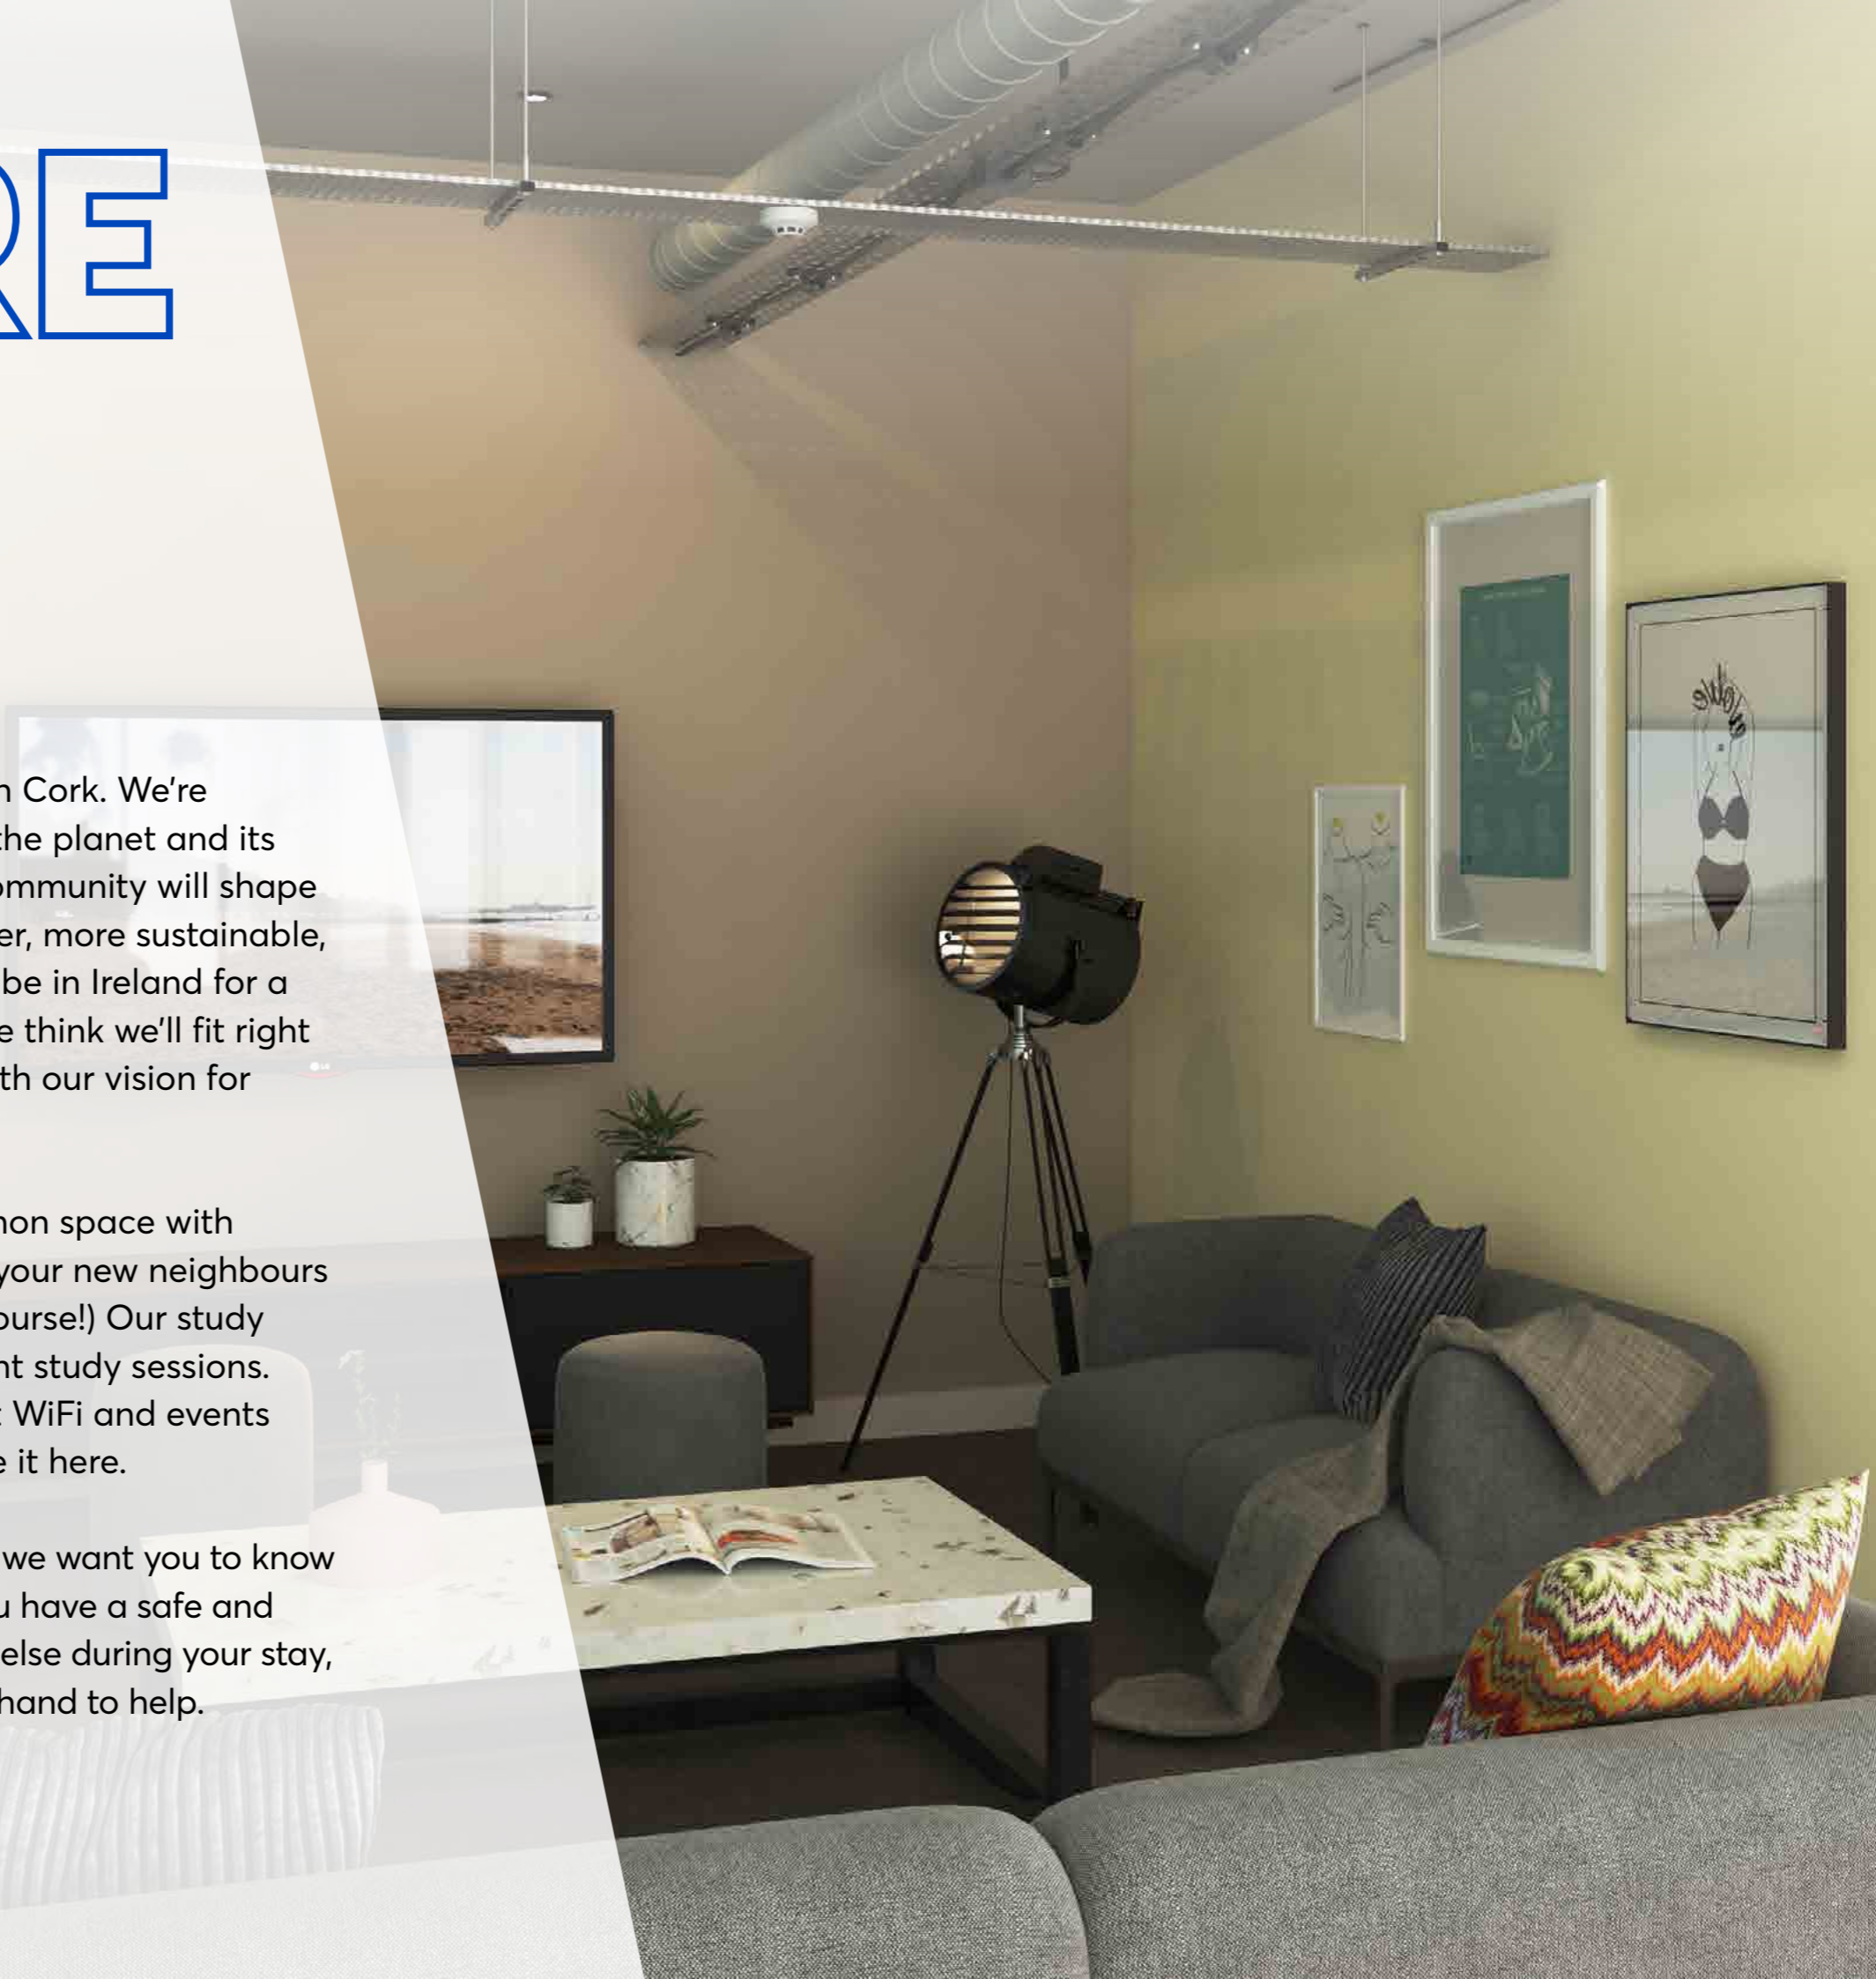 RE
n Cork. We're
the planet and its
ommunity will shape
er, more sustainable,
be in Ireland for a
e think we'll fit right
th our vision for
non space with
your new neighbours
ourse!) Our study
nt study sessions.
t WiFi and events
e it here.
we want you to know
u have a safe and
else during your stay,
hand to help.
LG